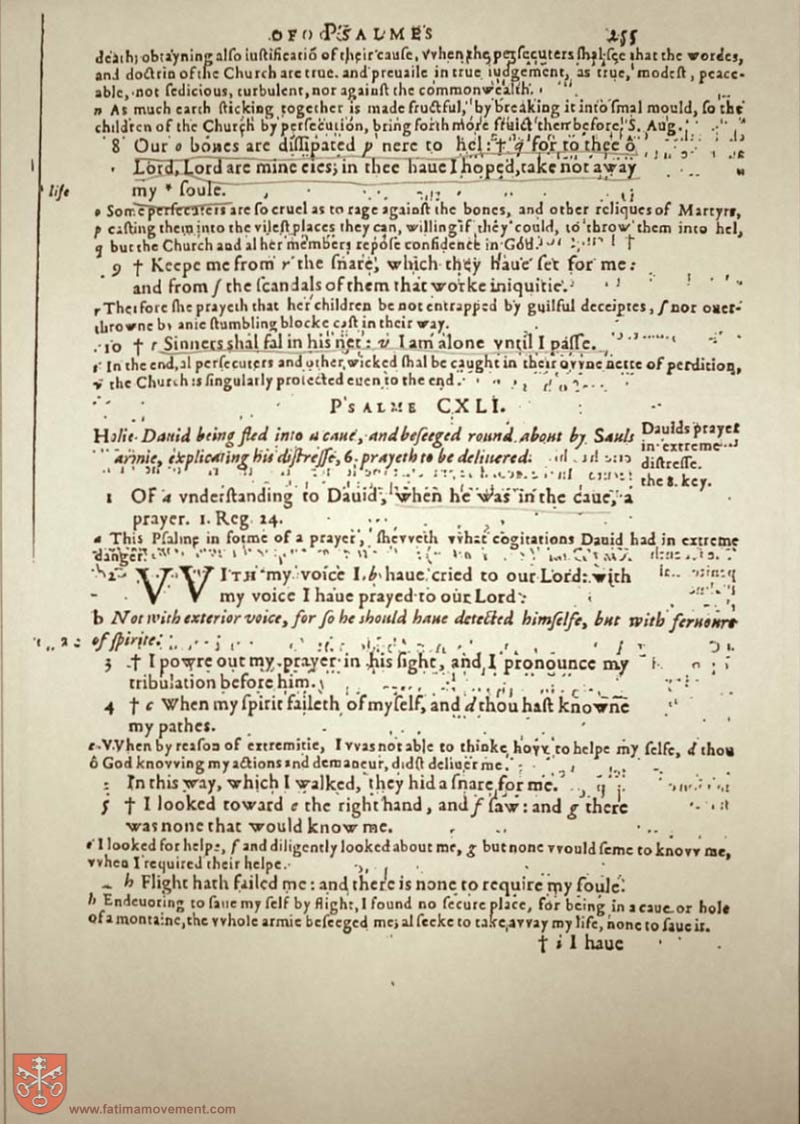 OF PSALMES 255
death; obtayning also iustificatiō of their cause, vvhen the persecuters shal see that the wordes,
and doctrin of the Church are true. and preuaile in true iudgement, as true, modest, peace-
able, not sedicious, turbulent, nor against the commonwealth.
n As much earth sticking together is made fructful, by breaking it into smal mould, so the
children of the Church by persecution, bring forth more fruict then before. S. Aug.
8 Our o bones are dissipated p nere to hel: † q for to thee ô
Lord, Lord are mine eies; in thee haue I hoped, take not away
life
my * soule.
o Some persecuters are so cruel as to rage against the bones, and other reliques of Martyrs,
p casting them into the vilest places they can, willing if they could, to throw them into hel,
q but the Church and al her members repose confidence in God.
9 † Keepe me from r the snare, which they haue set for me:
and from ſ the scandals of them that worke iniquitie.
r Therfore she prayeth that her children be not entrapped by guilful deceiptes, ſ nor ouer-
throwne by anie stumbling blocke cast in their way.
10 † t Sinners shal fal in his net: v I am alone vntil I passe.
t In the end, al persecuters and other wicked shal be caught in their ovvne nette of perdition,
v the Church is singularly protected euen to the end.
PSALME CXLI.
Holie Dauid being fled into a caue, and beseeged round about by Sauls
armie, explicating his distresse, 6. prayeth to be deliuered.
Dauids prayer
in extreme
distresse.
the 8. key.
1 OF a vnderstanding to Dauid, when he was in the caue, a
prayer. 1. Reg. 24.
a This Psalme in forme of a prayer, shevveth vvhat cogitations Dauid had in extreme
danger.
2 VVITH my voice I b haue cried to our Lord: with
my voice I haue prayed to our Lord:
b Not with exterior voice, for so he should haue detected himselfe, but with feruoure
of spirite.
3 † I powre out my prayer in his sight, and I pronounce my
tribulation before him.
4 † c When my spirit faileth of myself, and d thou hast knowne
my pathes.
c VVhen by reason of extremitie, I vvas not able to thinke hovv to helpe my selfe, d thou
ô God knovving my actions and demaneur, didst deliuer me.
In this way, which I walked, they hid a snare for me.
5 † I looked toward e the right hand, and f saw: and g there
was none that would know me.
e I looked for helpe, f and diligently looked about me, g but none vvould seme to knovv me,
vvhen I required their helpe.
h Flight hath failed me: and there is none to require my soule.
h Endeuoring to saue my self by flight, I found no secure place, for being in a caue or hole
of a montaine, the vvhole armie beseeged me; al seeke to take avvay my life, none to saue it.
† i I haue
www.fatimamovement.com